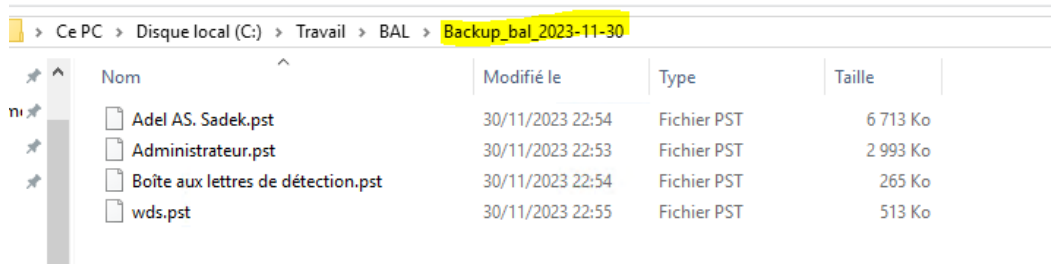 Ce PC > Disque local (C:) > Travail > BAL > Backup_bal_2023-11-30
Nom Modifié le Type Taille
Adel AS. Sadek.pst 30/11/2023 22:54 Fichier PST 6 713 Ko
Administrateur.pst 30/11/2023 22:53 Fichier PST 2 993 Ko
Boîte aux lettres de détection.pst 30/11/2023 22:54 Fichier PST 265 Ko
wds.pst 30/11/2023 22:55 Fichier PST 513 Ko